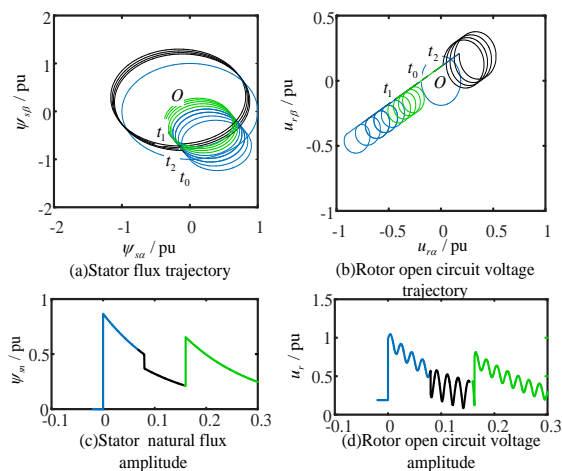 2
1
0
-1
-2
-2
-1
0
1
ψsβ / pu
ψsα / pu
O
t1
t2
t0
(a)Stator flux trajectory
0.5
0
-1
-1
-0.5
0
0.5
1
urβ / pu
urα / pu
t2
t0
O
t1
(b)Rotor open circuit voltage
trajectory
1
0.5
0
-0.1
0
0.1
0.2
0.3
ψsn / pu
(c)Stator natural flux
amplitude
1.5
1
0.5
0
-0.1
0
0.1
0.2
0.3
ur / pu
(d)Rotor open circuit voltage
amplitude